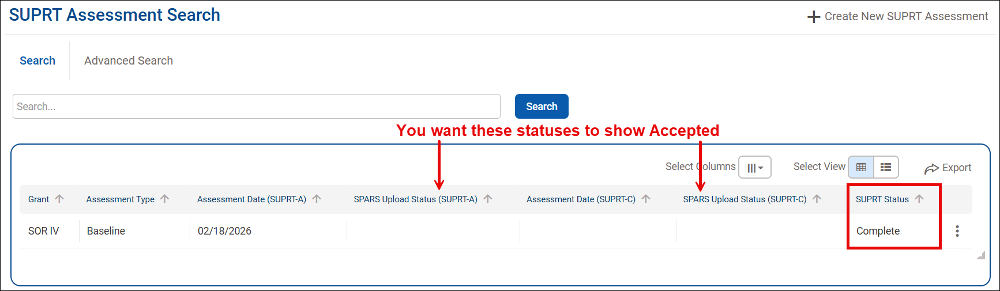 SUPRT Assessment Search
Create New SUPRT Assessment
Search
Advanced Search
Search...
Search
You want these statuses to show Accepted
Select Columns
Select View
Export
Grant Assessment Type Assessment Date (SUPRT-A) SPARS Upload Status (SUPRT-A) Assessment Date (SUPRT-C) SPARS Upload Status (SUPRT-C) SUPRT Status
SOR IV Baseline 02/18/2026 Complete